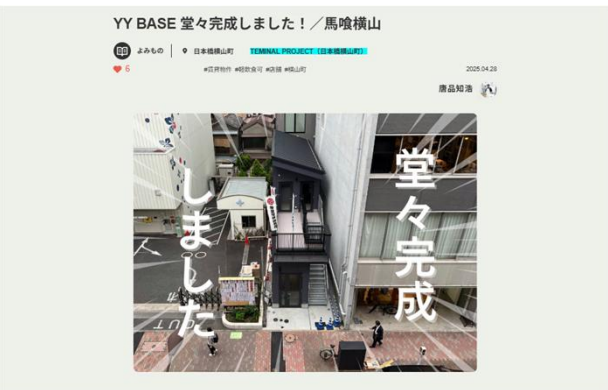 YY BASE 堂々完成しました！／馬喰横山
よみもの
日本橋横山町
TEMINAL PROJECT（日本橋横山町）
6
#賃貸物件 #軽飲食可 #店舗 #横山町
2025.04.28
唐品知浩
堂々完成
しました
OUT